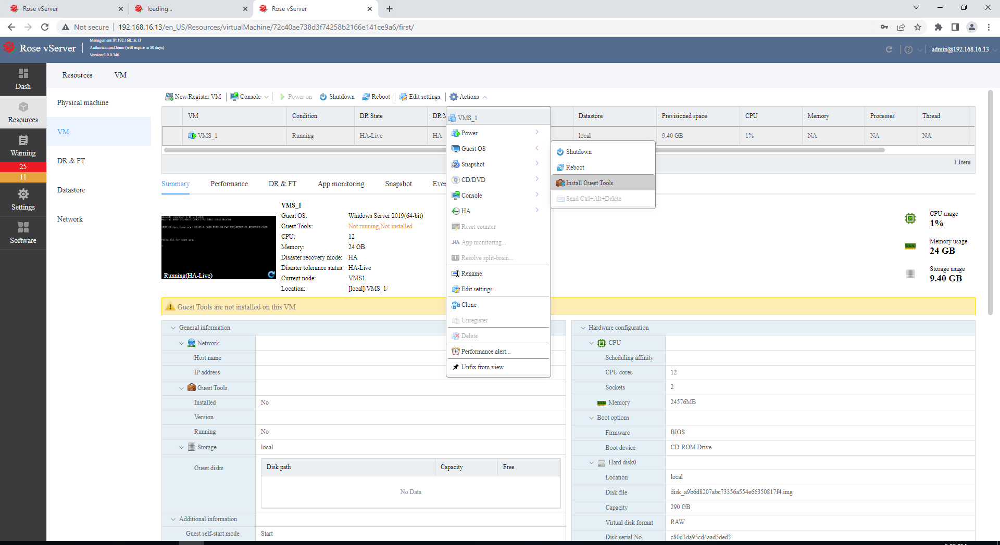 Rose vServer
loading...
Rose vServer
Not secure
192.168.16.13/en_US/Resources/virtualMachine/72c40ae738d3f74258b2166e141ce9a6/first/
Rose vServer
Management IP:192.168.16.13
Authorization:Demo (will expire in 30 days)
Version:3.0.0.346
admin@192.168.16.13
Dash
Resources
Warning
25
11
Settings
Software
Resources
VM
Physical machine
VM
DR & FT
Datastore
Network
New/Register VM
Console
Power on
Shutdown
Reboot
Edit settings
Actions
VM
Condition
DR State
DR M
Datastore
Previsioned space
CPU
Memory
Processes
Thread
VMS_1
Running
HA-Live
HA
local
9.40 GB
1%
NA
NA
NA
1 Item
VMS_1
Power
Guest OS
Snapshot
CD/DVD
Console
HA
Reset counter
App monitoring...
Resolve split-brain...
Rename
Edit settings
Clone
Unregister
Delete
Performance alert...
Unfix from view
Shutdown
Reboot
Install Guest Tools
Send Ctrl+Alt+Delete
Summary
Performance
DR & FT
App monitoring
Snapshot
Ever
Running(HA-Live)
VMS_1
Guest OS: Windows Server 2019(64-bit)
Guest Tools: Not running,Not installed
CPU: 12
Memory: 24 GB
Disaster recovery mode: HA
Disaster tolerance status: HA-Live
Current node: VMS1
Location: [local]/VMS_1/
CPU usage
1%
Memory usage
24 GB
Storage usage
9.40 GB
Guest Tools are not installed on this VM
General information
Network
Host name
IP address
Guest Tools
Installed No
Version
Running No
Storage local
Guest disks
Disk path Capacity Free
No Data
Additional information
Guest self-start mode Start
Hardware configuration
CPU
Scheduling affinity
CPU cores 12
Sockets 2
Memory 24576MB
Boot options
Firmware BIOS
Boot device CD-ROM Drive
Hard disk0
Location local
Disk file disk_a9b6d8207abc73356a554e66350817f4.img
Capacity 290 GB
Virtual disk format RAW
Disk serial No. c80d3da95cd4aad5ded3